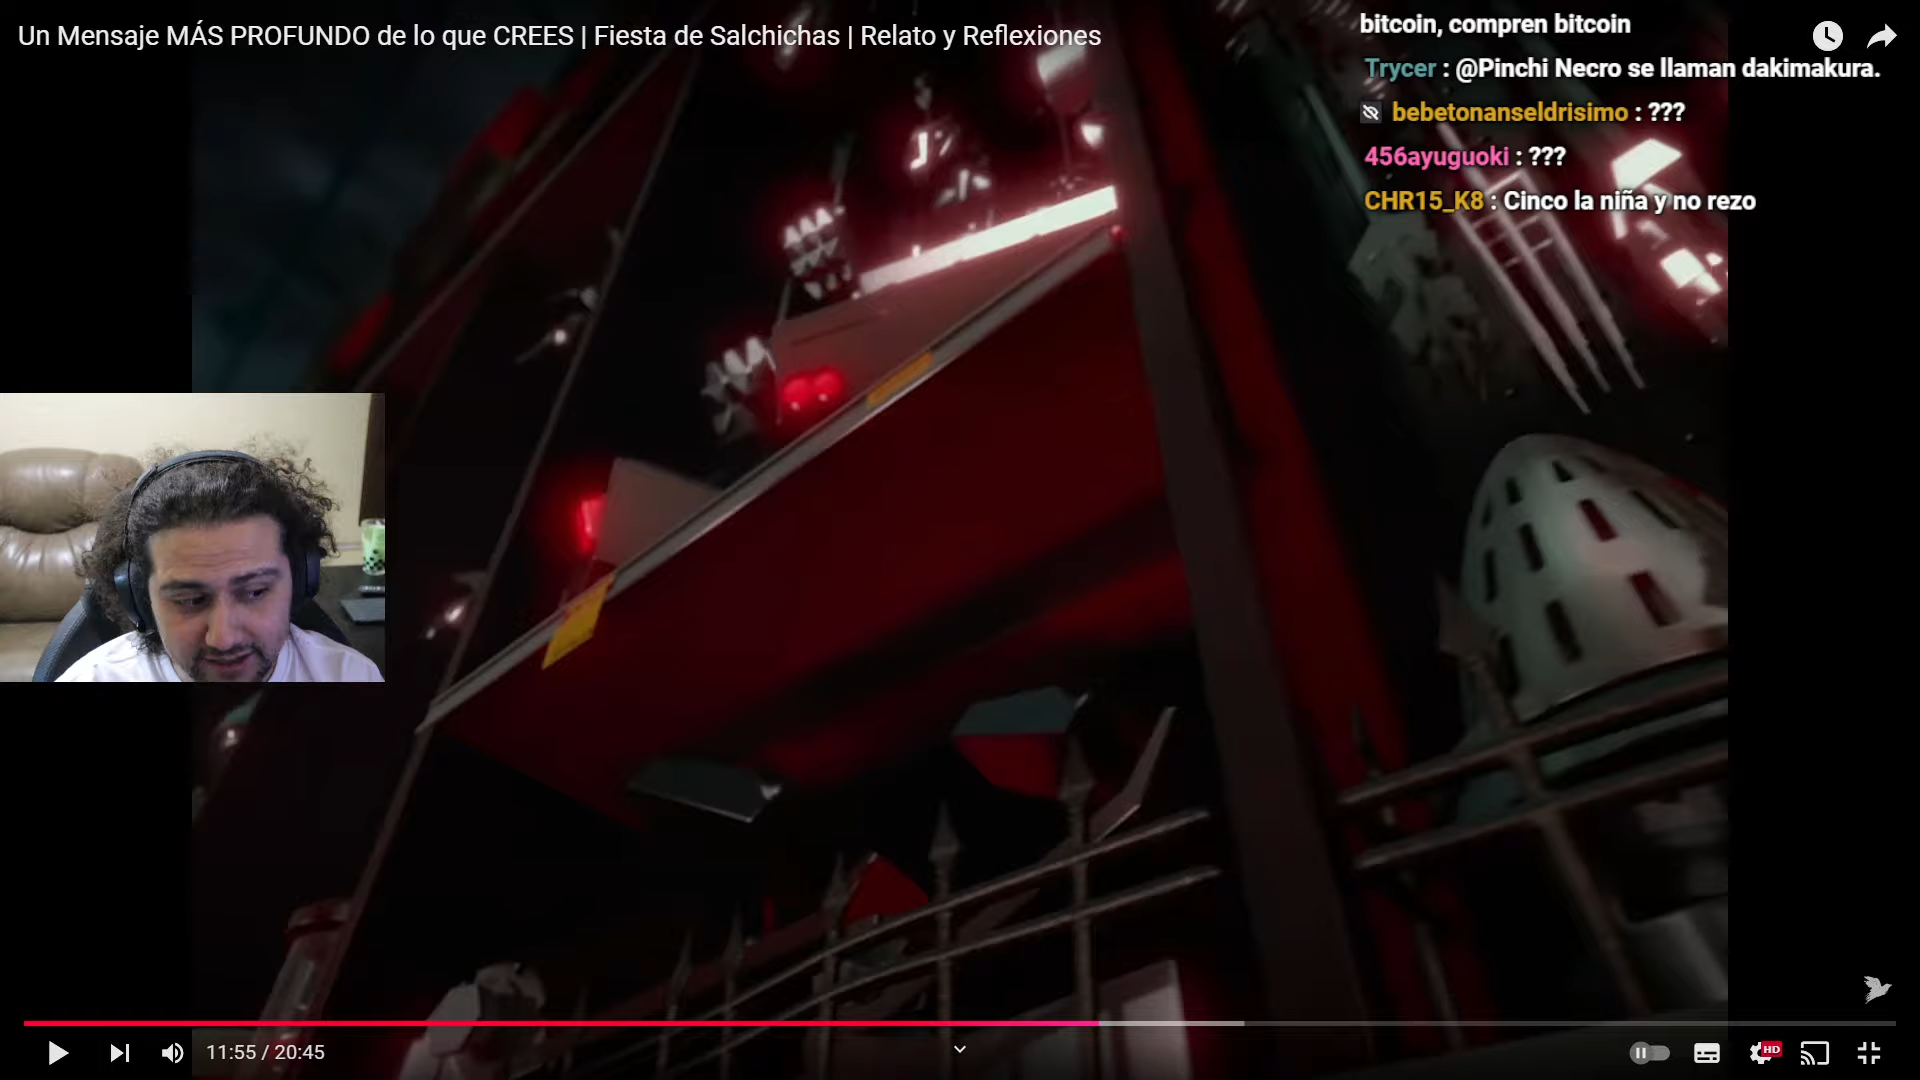 Un Mensaje MÁS PROFUNDO de lo que CREES | Fiesta de Salchichas | Relato y Reflexiones
bitcoin, compren bitcoin
Trycer : @Pinchi Necro se llaman dakimakura.
bebetonanseldrisimo : ???
456ayuguoki : ???
CHR15_K8 : Cinco la niña y no rezo
11:55 / 20:45
HD